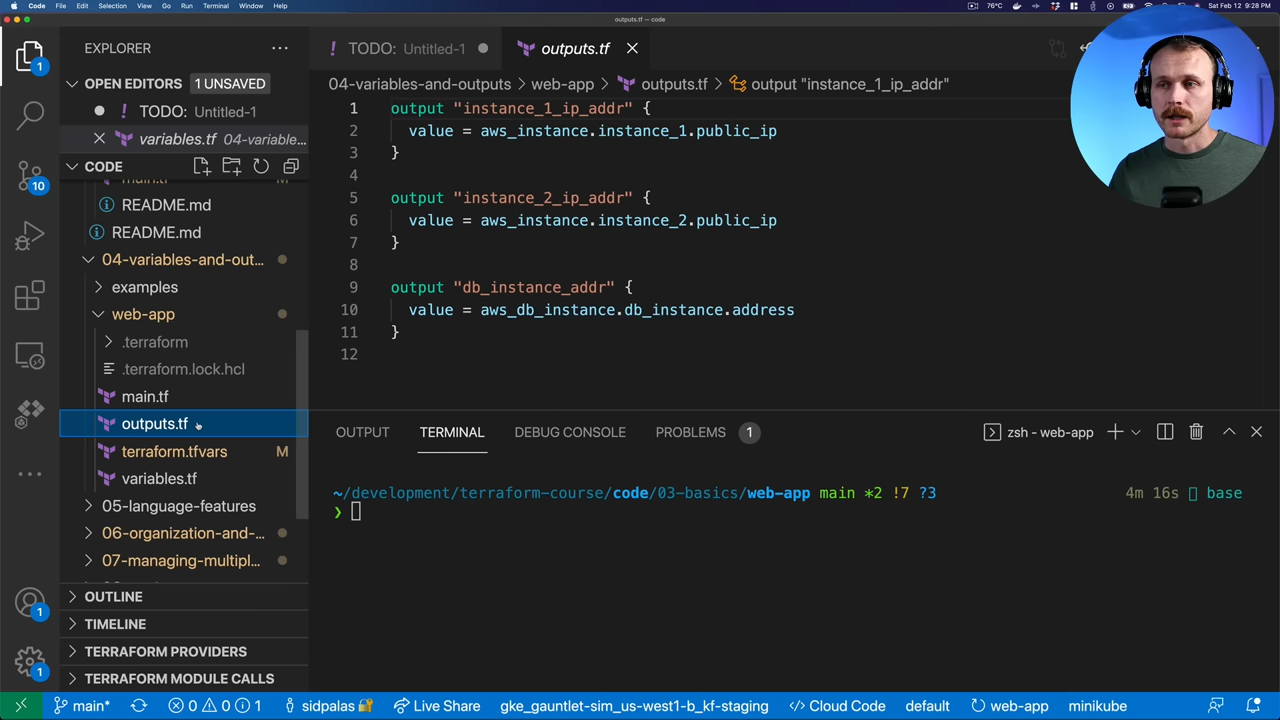 Code File Edit Selection View Go Run Terminal Window Help 76°C Sat Feb 12 9:28 PM
outputs.tf — code
1
EXPLORER
TODO: Untitled-1
outputs.tf
OPEN EDITORS 1 UNSAVED
04-variables-and-outputs > web-app > outputs.tf > output "instance_1_ip_addr"
TODO: Untitled-1
variables.tf 04-variable...
CODE
main.tf M
README.md
README.md
04-variables-and-out...
examples
web-app
.terraform
.terraform.lock.hcl
main.tf
outputs.tf
terraform.tfvars M
variables.tf
05-language-features
06-organization-and-...
07-managing-multipl...
OUTLINE
TIMELINE
TERRAFORM PROVIDERS
TERRAFORM MODULE CALLS
10
1
1
1 output "instance_1_ip_addr" {
2 value = aws_instance.instance_1.public_ip
3 }
4
5 output "instance_2_ip_addr" {
6 value = aws_instance.instance_2.public_ip
7 }
8
9 output "db_instance_addr" {
10 value = aws_db_instance.db_instance.address
11 }
12
OUTPUT TERMINAL DEBUG CONSOLE PROBLEMS 1 zsh - web-app
~/development/terraform-course/code/03-basics/web-app main *2 !7 ?3 4m 16s base
❯
main* 0 0 1 sidpalas Live Share gke_gauntlet-sim_us-west1-b_kf-staging Cloud Code default web-app minikube